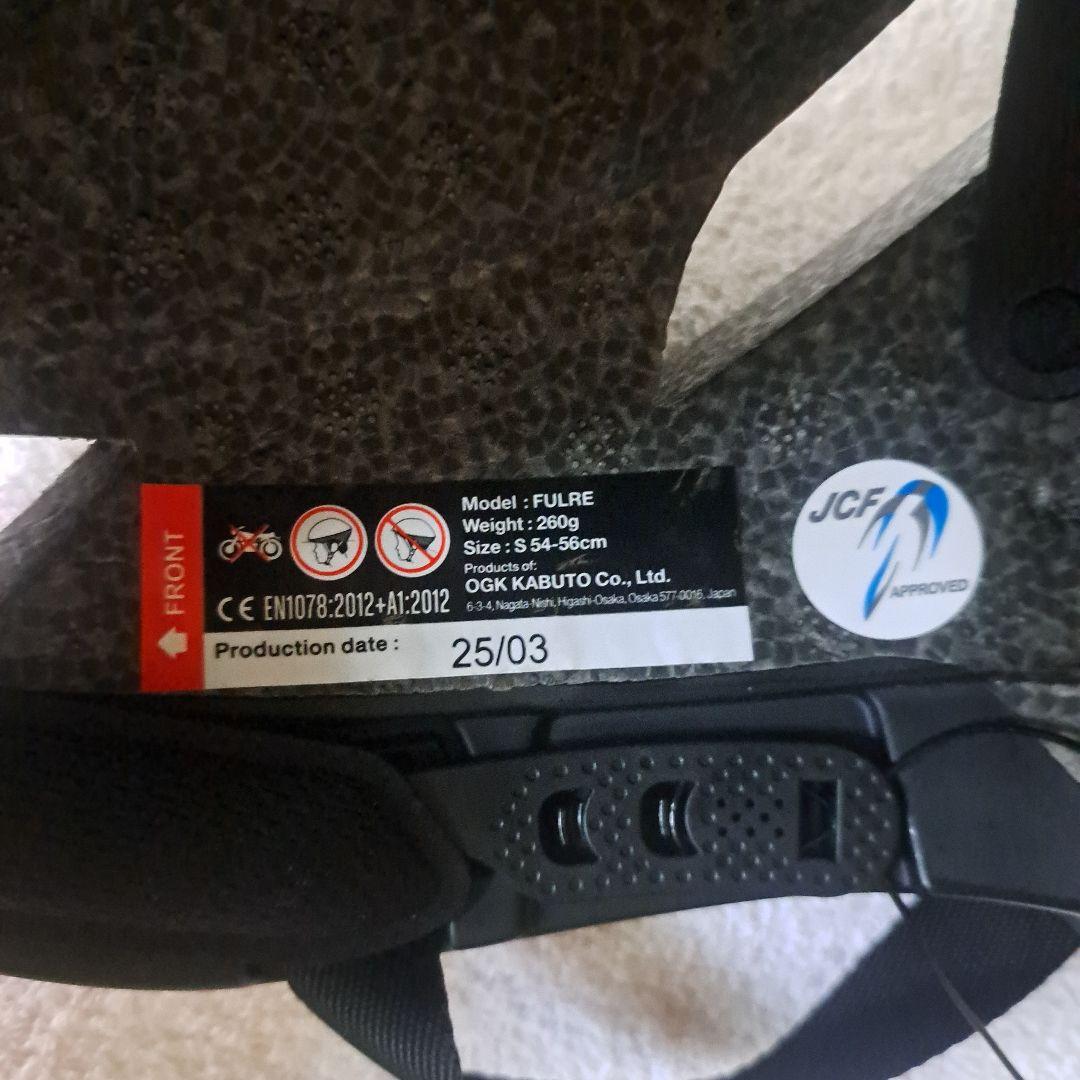 FRONT
Model : FULRE
Weight : 260g
Size : S 54-56cm
Products of:
OGK KABUTO Co., Ltd.
6-3-4, Nagata-Nishi, Higashi-Osaka, Osaka 577-0016, Japan
CE EN1078:2012+A1:2012
Production date : 25/03
JCF
APPROVED